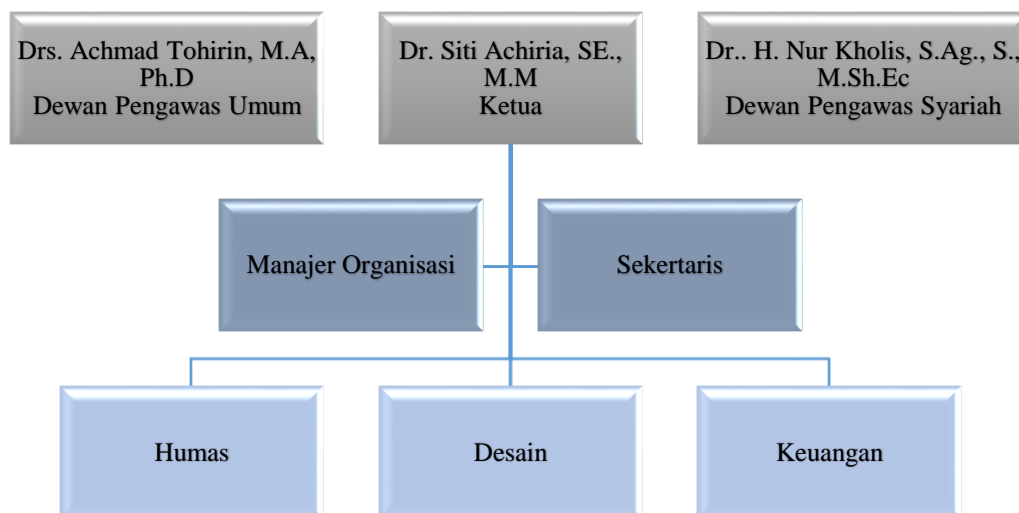 Drs. Achmad Tohirin, M.A,
Ph.D
Dewan Pengawas Umum
Dr. Siti Achiria, SE.,
M.M
Ketua
Dr.. H. Nur Kholis, S.Ag., S.,
M.Sh.Ec
Dewan Pengawas Syariah
Manajer Organisasi
Sekertaris
Humas
Desain
Keuangan